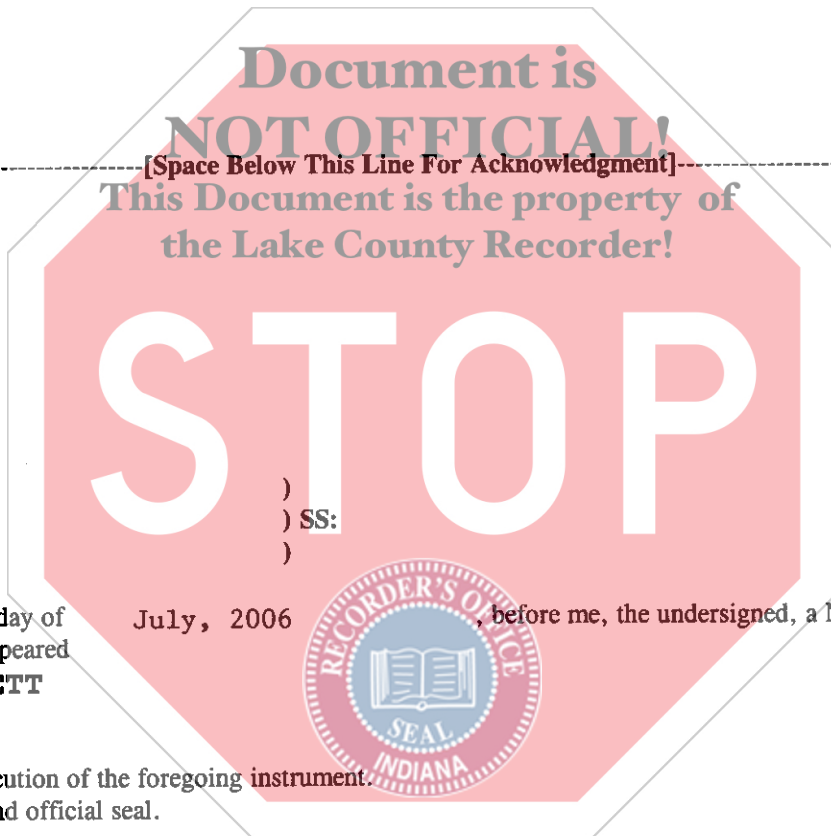 Document is
NOT OFFICIAL!
[Space Below This Line For Acknowledgment]
This Document is the property of
the Lake County Recorder!
STOP
)
) SS:
)
day of July, 2006 , before me, the undersigned, a
peared
TT
RECORDER'S OFFICE
SEAL
INDIANA
cution of the foregoing instrument.
d official seal.